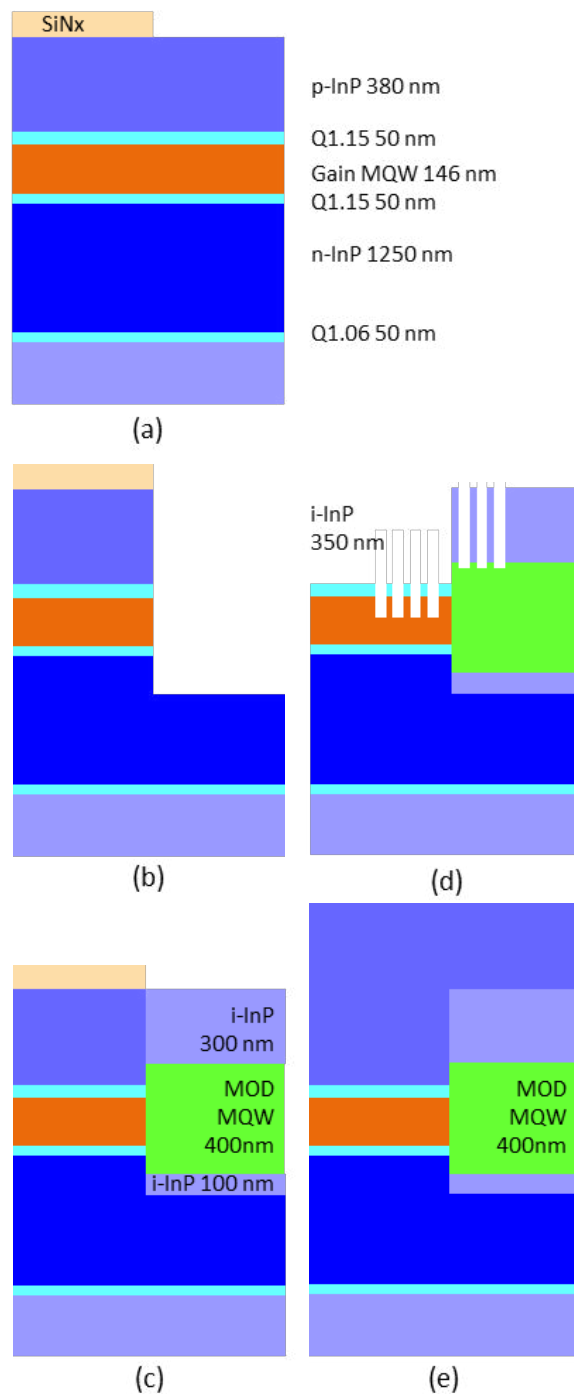 SiNx
p-InP 380 nm
Q1.15 50 nm
Gain MQW 146 nm
Q1.15 50 nm
n-InP 1250 nm
Q1.06 50 nm
(a)
(b)
i-InP
350 nm
(d)
i-InP
300 nm
MOD
MQW
400nm
i-InP 100 nm
(c)
MOD
MQW
400nm
(e)